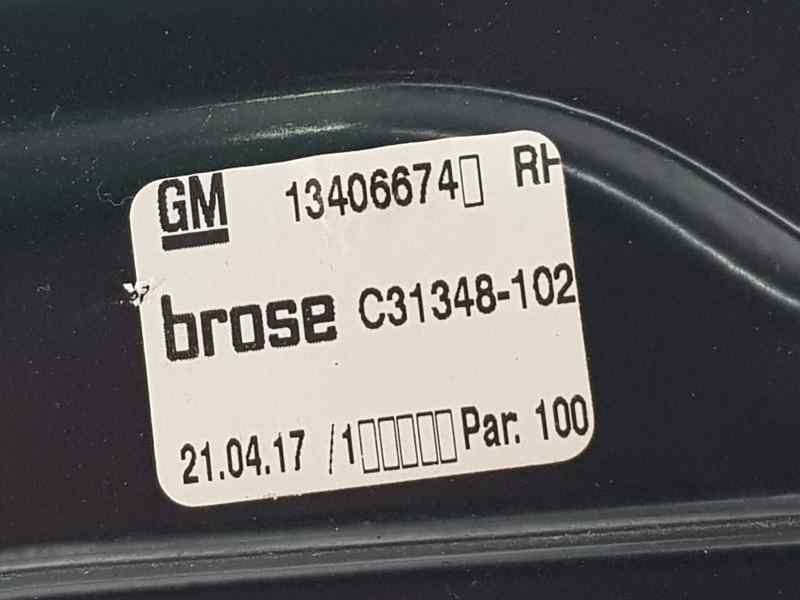 GM 13406674▯ RH
brose C31348-102
21.04.17 /1▯▯▯▯▯Par: 100